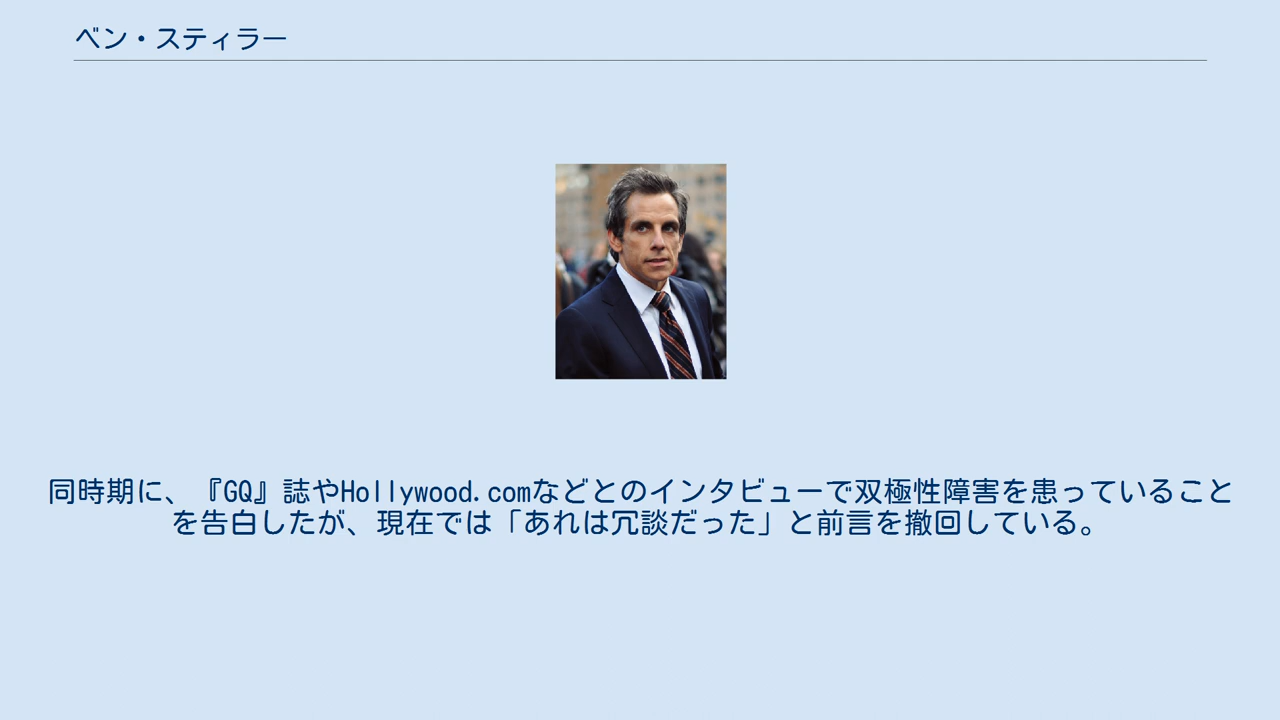 ベン・スティラー
同時期に、『GQ』誌やHollywood.comなどとのインタビューで双極性障害を患っていること
を告白したが、現在では「あれは冗談だった」と前言を撤回している。